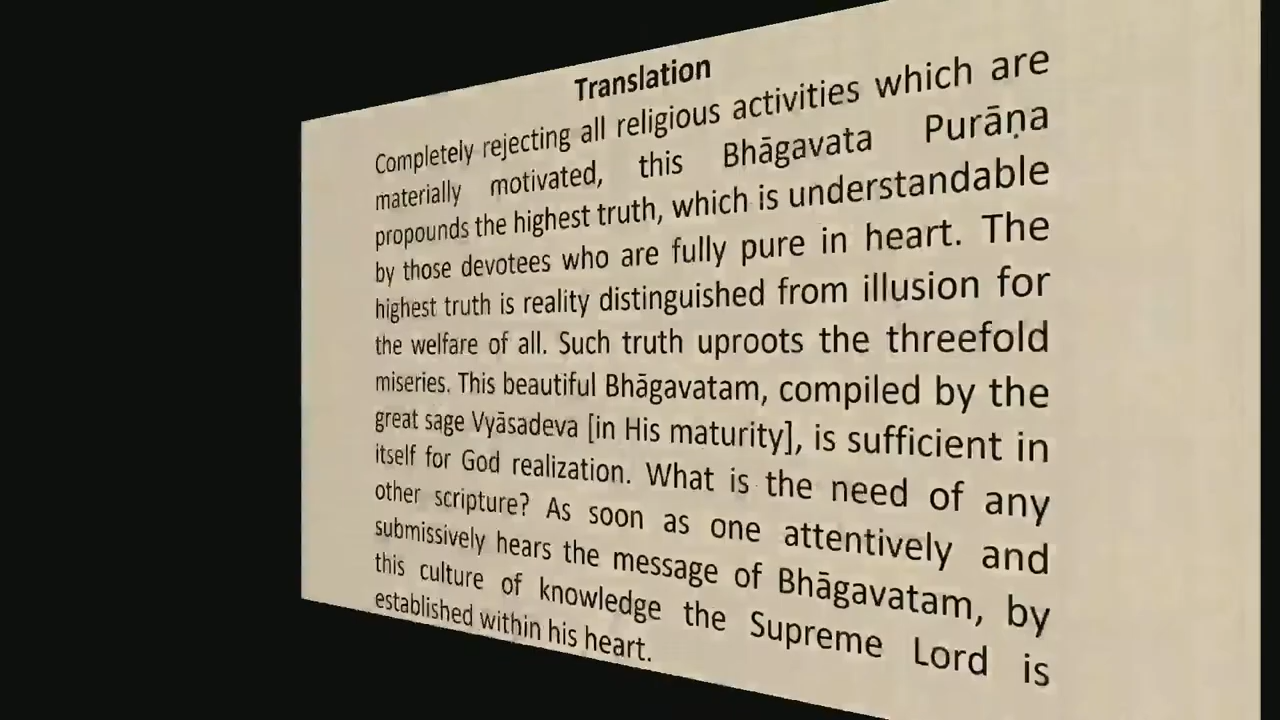 Translation
Completely rejecting all religious activities which are
materially motivated, this Bhāgavata Purāṇa
propounds the highest truth, which is understandable
by those devotees who are fully pure in heart. The
highest truth is reality distinguished from illusion for
the welfare of all. Such truth uproots the threefold
miseries. This beautiful Bhāgavatam, compiled by the
great sage Vyāsadeva [in His maturity], is sufficient in
itself for God realization. What is the need of any
other scripture? As soon as one attentively and
submissively hears the message of Bhāgavatam, by
this culture of knowledge the Supreme Lord is
established within his heart.